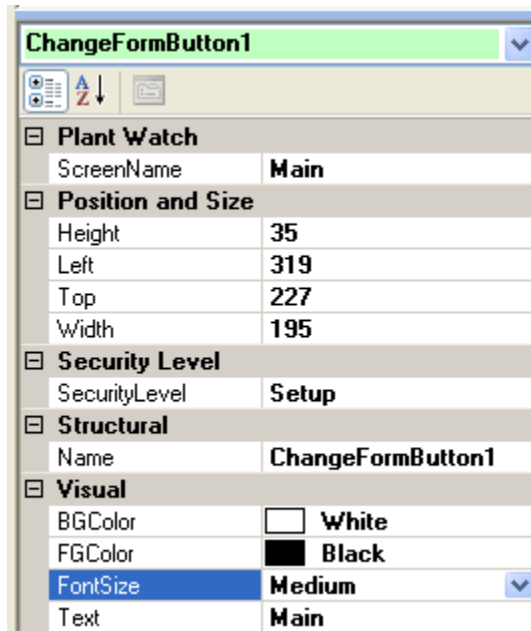 ChangeFormButton1
A
Z
Plant Watch
ScreenName Main
Position and Size
Height 35
Left 319
Top 227
Width 195
Security Level
SecurityLevel Setup
Structural
Name ChangeFormButton1
Visual
BGColor White
FGColor Black
FontSize Medium
Text Main